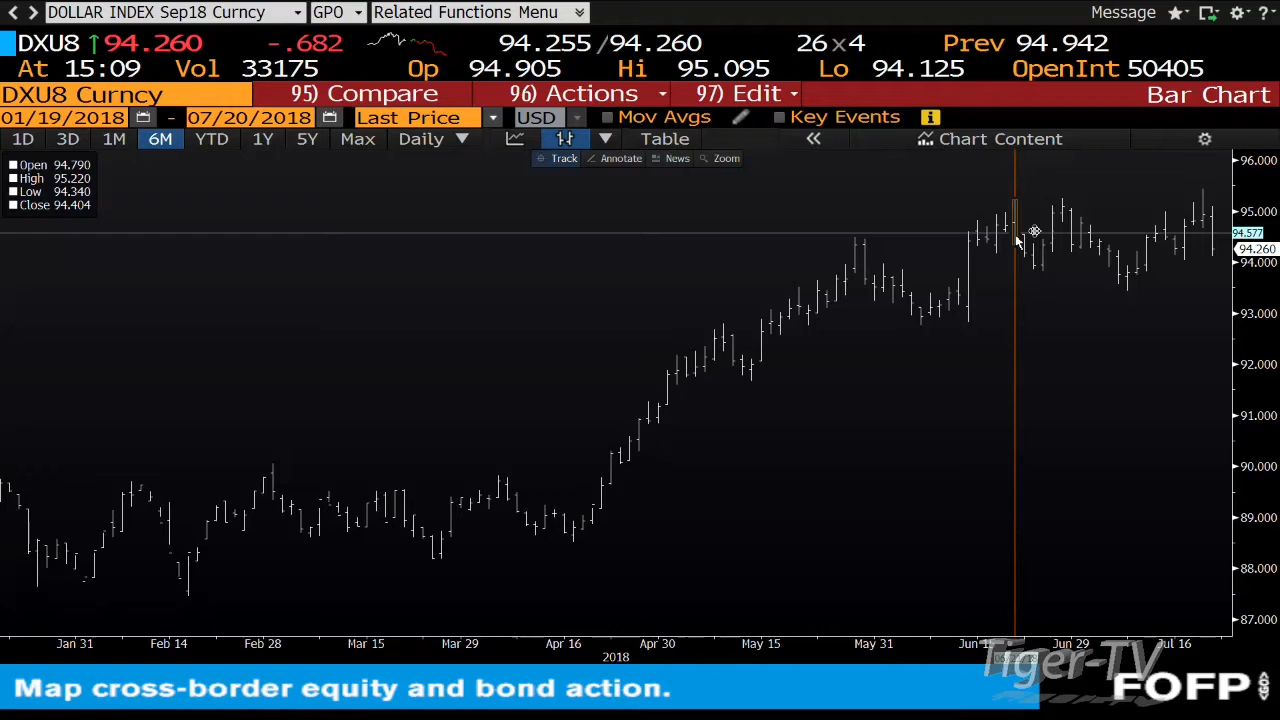 DOLLAR INDEX Sep18 Curncy GPO Related Functions Menu Message
DXU8 ↑94.260 -.682 94.255/94.260 26x4 Prev 94.942
At 15:09 Vol 33175 Op 94.905 Hi 95.095 Lo 94.125 OpenInt 50405
DXU8 Curncy 95) Compare 96) Actions 97) Edit Bar Chart
01/19/2018 - 07/20/2018 Last Price USD Mov Avgs Key Events
1D 3D 1M 6M YTD 1Y 5Y Max Daily Table Chart Content
Track Annotate News Zoom
Open 94.790
High 95.220
Low 94.340
Close 94.404
96.000
95.000
94.577
94.260
94.000
93.000
92.000
91.000
90.000
89.000
88.000
87.000
Jan 31 Feb 14 Feb 28 Mar 15 Mar 29 Apr 16 Apr 30 May 15 May 31 Jun 15 Jun 29 Jul 16
2018
Tiger-TV
Map cross-border equity and bond action.
FOFP